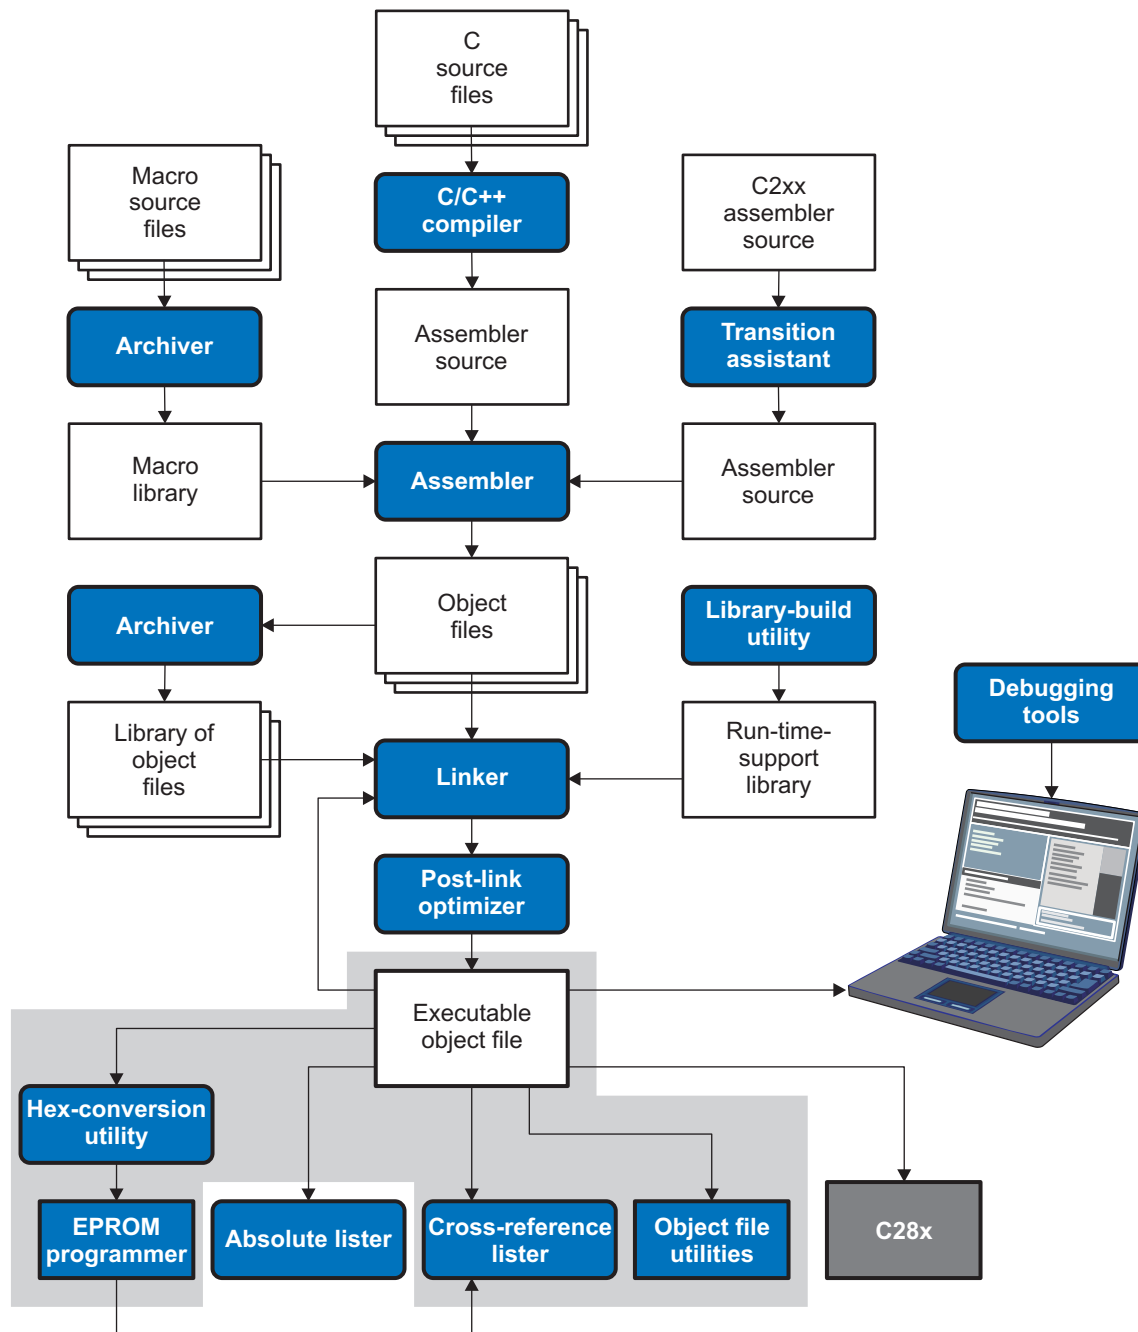 C
source
files
Macro
source
files
C/C++
compiler
C2xx
assembler
source
Archiver
Assembler
source
Transition
assistant
Macro
library
Assembler
Assembler
source
Archiver
Object
files
Library-build
utility
Debugging
tools
Library of
object
files
Linker
Run-time-
support
library
Post-link
optimizer
Executable
object file
Hex-conversion
utility
EPROM
programmer
Absolute lister
Cross-reference
lister
Object file
utilities
C28x